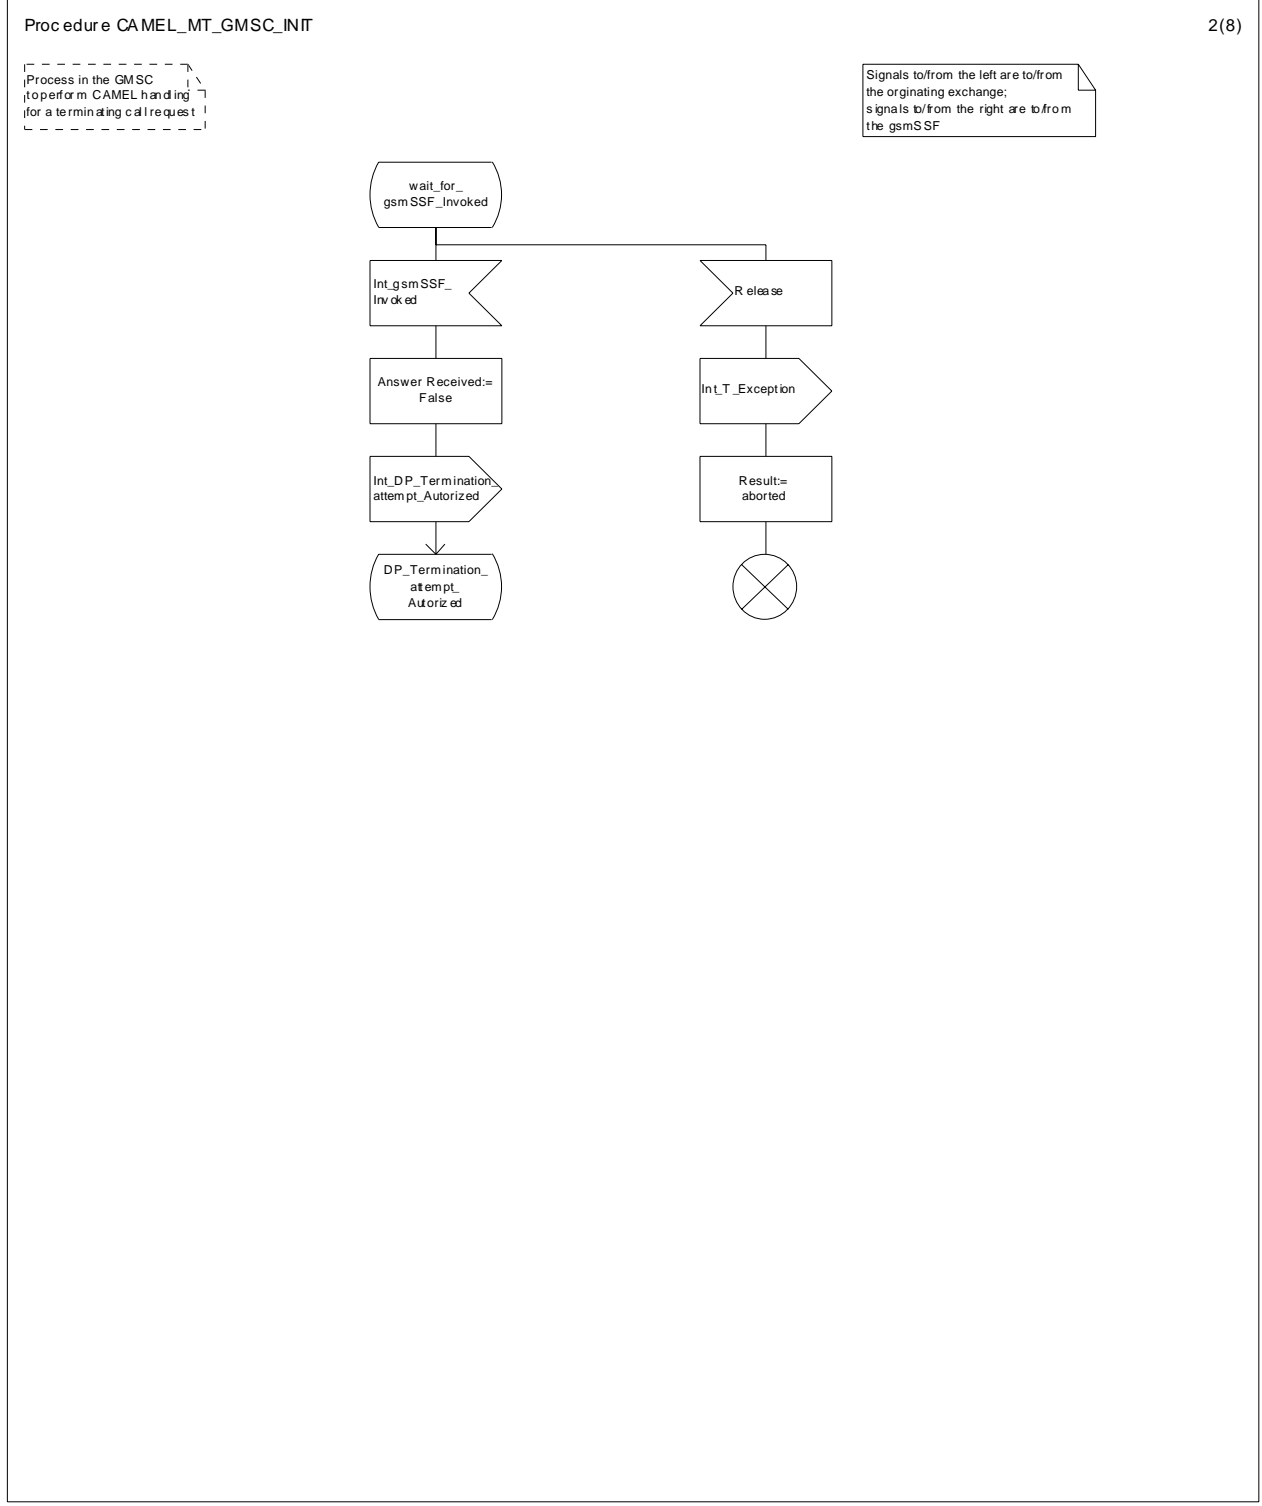 Procedure CAMEL_MT_GMSC_INIT
2(8)
Process in the GMSC
to perform CAMEL handling
for a terminating call request
Signals to/from the left are to/from
the orginating exchange;
signals to/from the right are to/from
the gsmSSF
wait_for_
gsmSSF_Invoked
Int_gsmSSF_
Invoked
Release
Answer Received:=
False
Int_T_Exception
Int_DP_Termination_
attempt_Autorized
Result:=
aborted
DP_Termination_
attempt_
Autorized